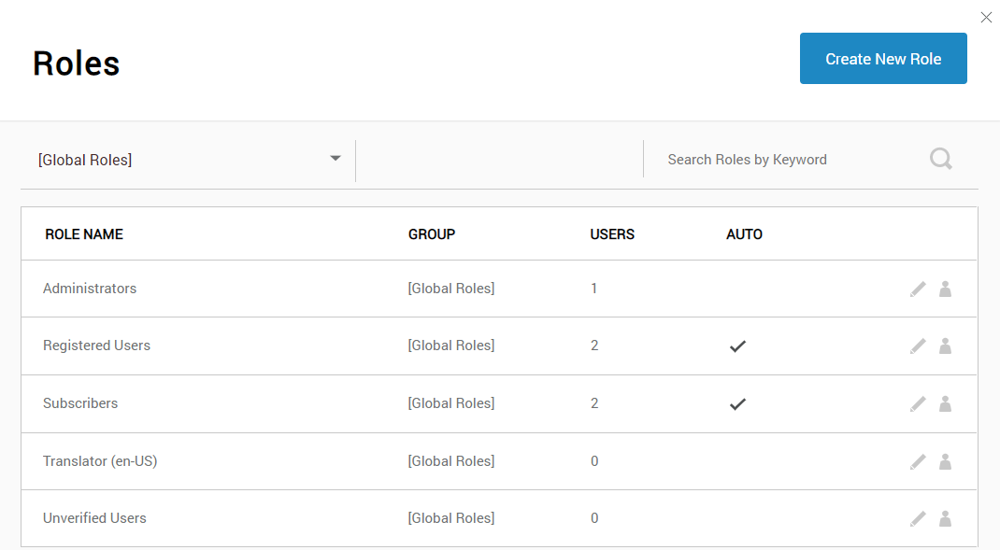 Roles
Create New Role
[Global Roles]
Search Roles by Keyword
ROLE NAME GROUP USERS AUTO
Administrators [Global Roles] 1
Registered Users [Global Roles] 2
Subscribers [Global Roles] 2
Translator (en-US) [Global Roles] 0
Unverified Users [Global Roles] 0